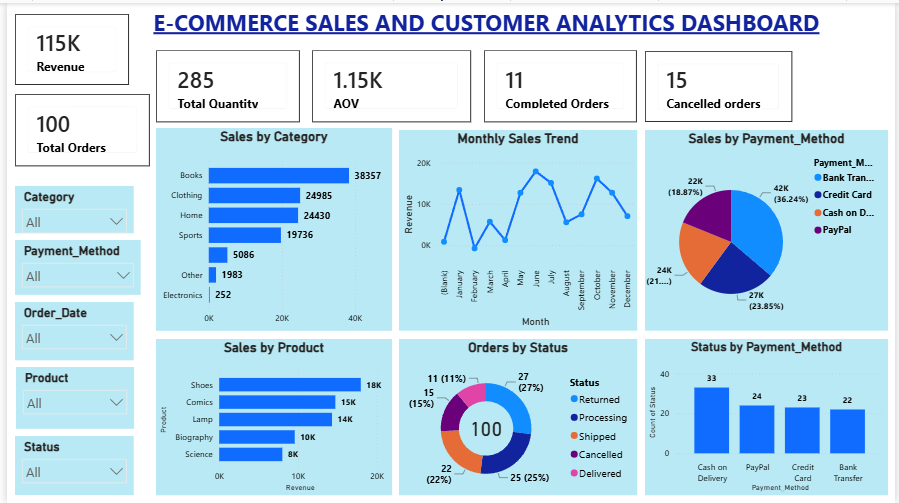 E-COMMERCE SALES AND CUSTOMER ANALYTICS DASHBOARD
115K
Revenue
100
Total Orders
285
Total Quantity
1.15K
AOV
11
Completed Orders
15
Cancelled orders
Category
All
Payment_Method
All
Order_Date
All
Product
All
Status
All
Sales by Category
Books 38357
Clothing 24985
Home 24430
Sports 19736
5086
Other 1983
Electronics 252
0K 20K 40K
Monthly Sales Trend
Revenue
20K
10K
0K
(Blank) January February March April May June July August September October November December
Month
Sales by Payment_Method
22K
(18.87%)
42K
(36.24%)
24K
(21....)
27K
(23.85%)
Payment_M...
Bank Tran...
Credit Card
Cash on D...
PayPal
Sales by Product
Product
Shoes 18K
Comics 15K
Lamp 14K
Biography 10K
Science 8K
0K 10K 20K
Revenue
Orders by Status
11 (11%)
27
(27%)
15
(15%)
100
22
(22%)
25 (25%)
Status
Returned
Processing
Shipped
Cancelled
Delivered
Status by Payment_Method
Count of Status
40
20
0
33
24
23
22
Cash on Delivery
PayPal
Credit Card
Bank Transfer
Payment_Method